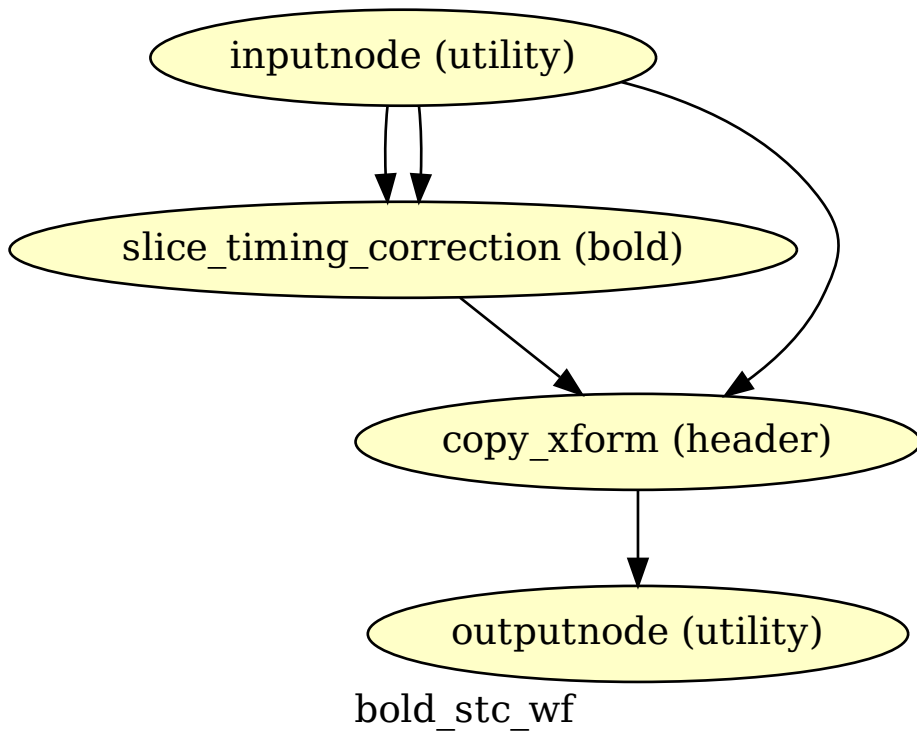 inputnode (utility)
slice_timing_correction (bold)
copy_xform (header)
outputnode (utility)
bold_stc_wf